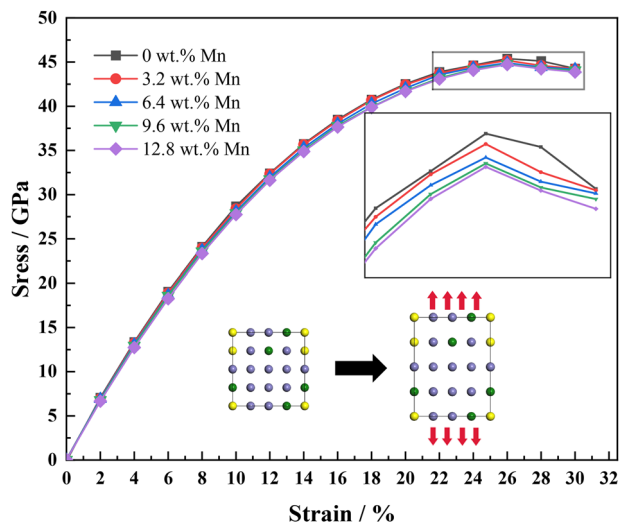 50
45
40
35
30
25
20
15
10
5
0
Sress / GPa
0 wt.% Mn
3.2 wt.% Mn
6.4 wt.% Mn
9.6 wt.% Mn
12.8 wt.% Mn
0 2 4 6 8 10 12 14 16 18 20 22 24 26 28 30 32
Strain / %